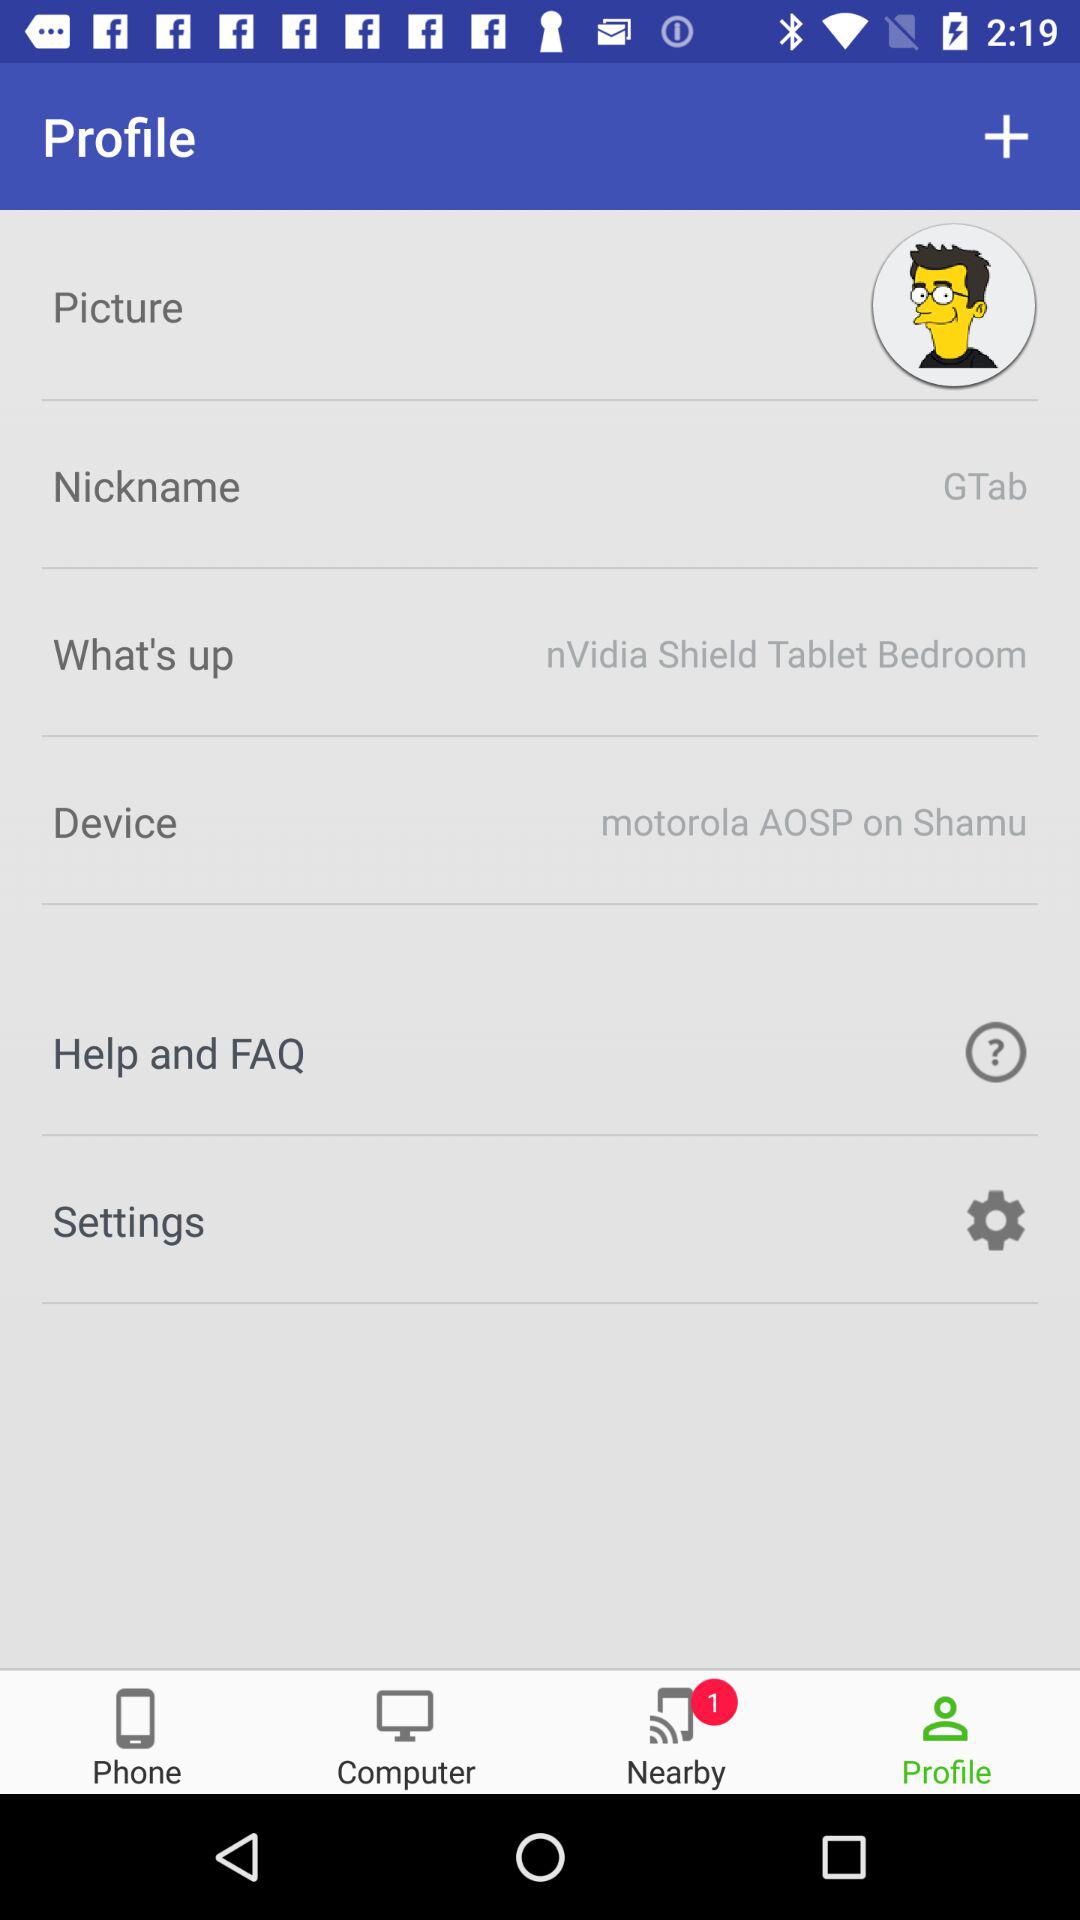 2:19
Profile
Picture
Nickname GTab
What's up nVidia Shield Tablet Bedroom
Device motorola AOSP on Shamu
Help and FAQ
Settings
1
Phone Computer Nearby Profile